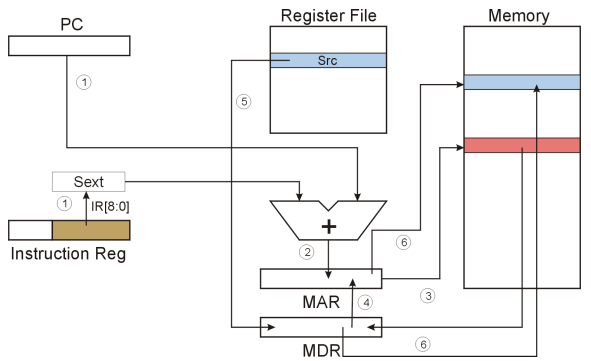 PC
Register File
Memory
Src
1
5
Sext
1
IR[8:0]
+
Instruction Reg
2
6
3
MAR
4
MDR
6